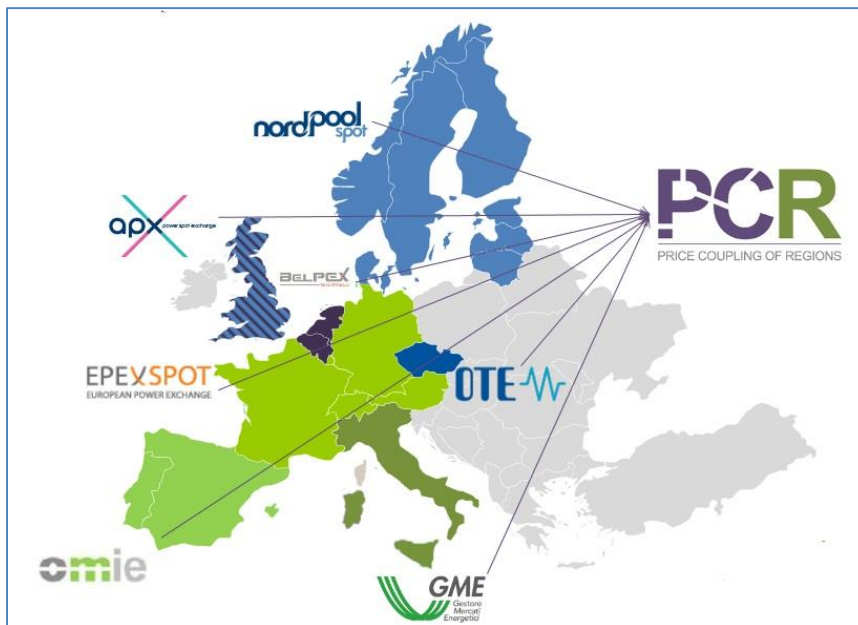 nordpool
spot
apx power spot exchange
PCR
PRICE COUPLING OF REGIONS
BELPEX
EPEXSPOT
EUROPEAN POWER EXCHANGE
OTE
omie
GME
Gestore
Mercati
Energetici